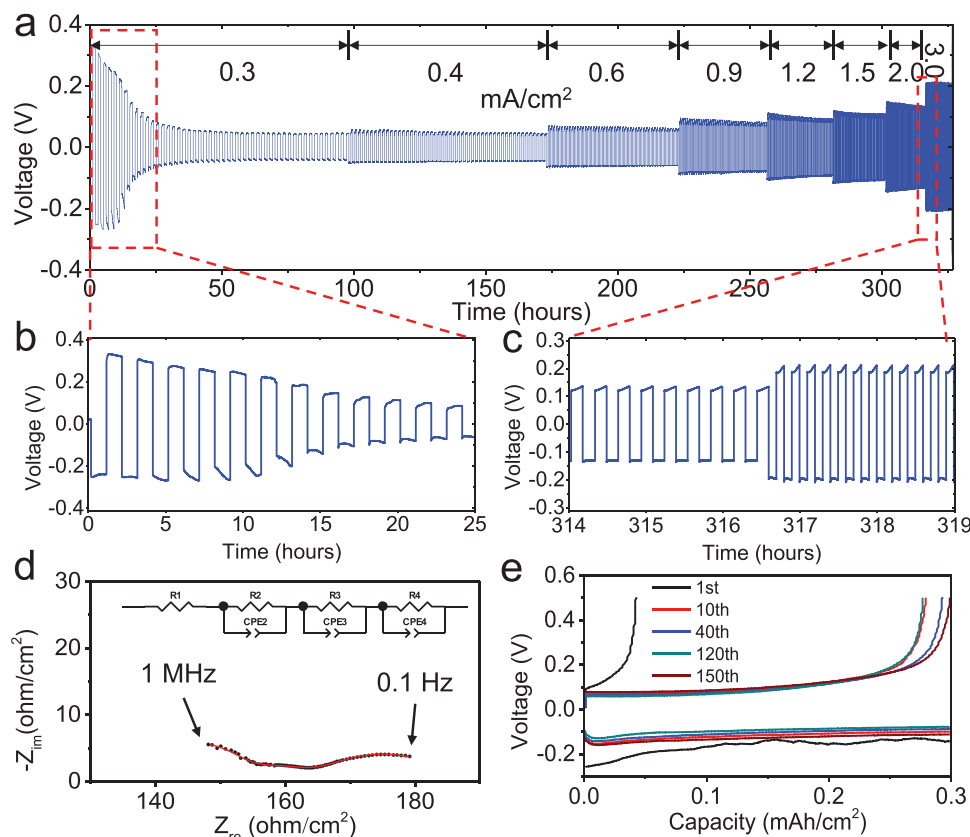 a
0.4
0.2
0.0
-0.2
-0.4
Voltage (V)
0.3
0.4
0.6
0.9
1.2
1.5
2.0
3.0
mA/cm²
0 50 100 150 200 250 300
Time (hours)
b
0.4
0.2
0.0
-0.2
-0.4
Voltage (V)
0 5 10 15 20 25
Time (hours)
c
0.3
0.2
0.1
0.0
-0.1
-0.2
-0.3
Voltage (V)
314 315 316 317 318 319
Time (hours)
d
30
25
20
15
10
5
0
-Zim(ohm/cm²)
R1 R2 R3 R4
CPE2 CPE3 CPE4
1 MHz
0.1 Hz
140 160 180
Zre (ohm/cm²)
e
0.6
0.4
0.2
0.0
-0.2
Voltage (V)
1st
10th
40th
120th
150th
0.0 0.1 0.2 0.3
Capacity (mAh/cm²)